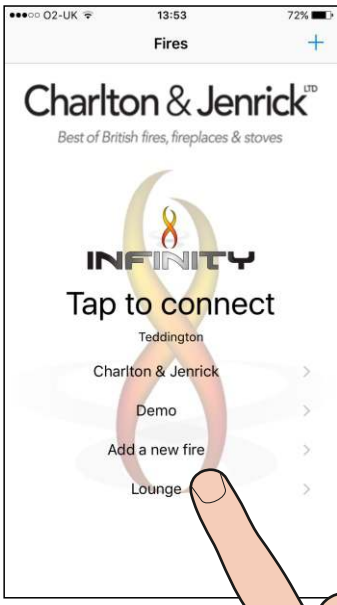 O2-UK 13:53 72%
Fires +
Charlton & Jenrick LTD
Best of British fires, fireplaces & stoves
INFINITY
Tap to connect
Teddington
Charlton & Jenrick
Demo
Add a new fire
Lounge